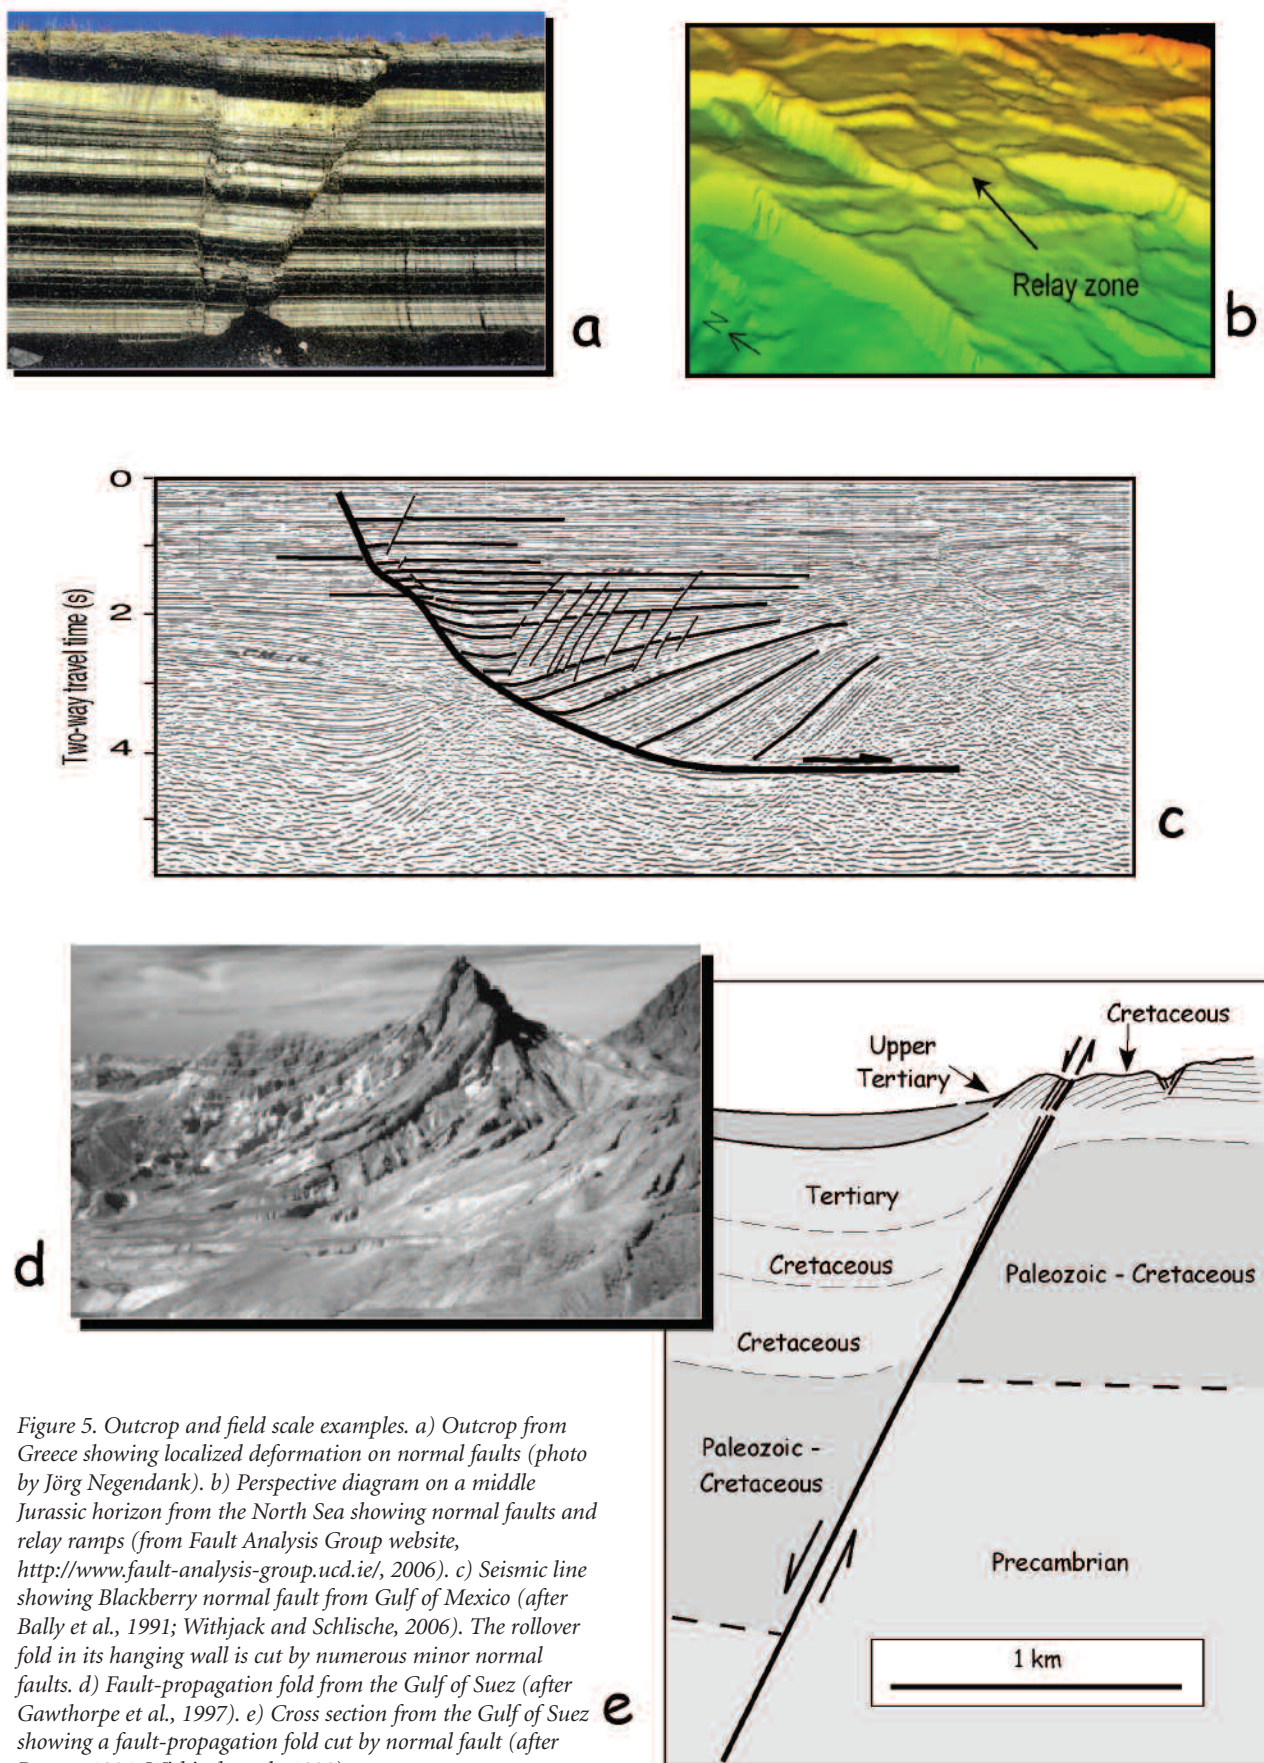 a
Relay zone
N
b
0
2
4
Two-way travel time (s)
c
d
Upper
Tertiary
Cretaceous
Tertiary
Cretaceous
Cretaceous
Paleozoic - Cretaceous
Paleozoic -
Cretaceous
Precambrian
1 km
e
Figure 5. Outcrop and field scale examples. a) Outcrop from
Greece showing localized deformation on normal faults (photo
by Jörg Negendank). b) Perspective diagram on a middle
Jurassic horizon from the North Sea showing normal faults and
relay ramps (from Fault Analysis Group website,
http://www.fault-analysis-group.ucd.ie/, 2006). c) Seismic line
showing Blackberry normal fault from Gulf of Mexico (after
Bally et al., 1991; Withjack and Schlische, 2006). The rollover
fold in its hanging wall is cut by numerous minor normal
faults. d) Fault-propagation fold from the Gulf of Suez (after
Gawthorpe et al., 1997). e) Cross section from the Gulf of Suez
showing a fault-propagation fold cut by normal fault (after